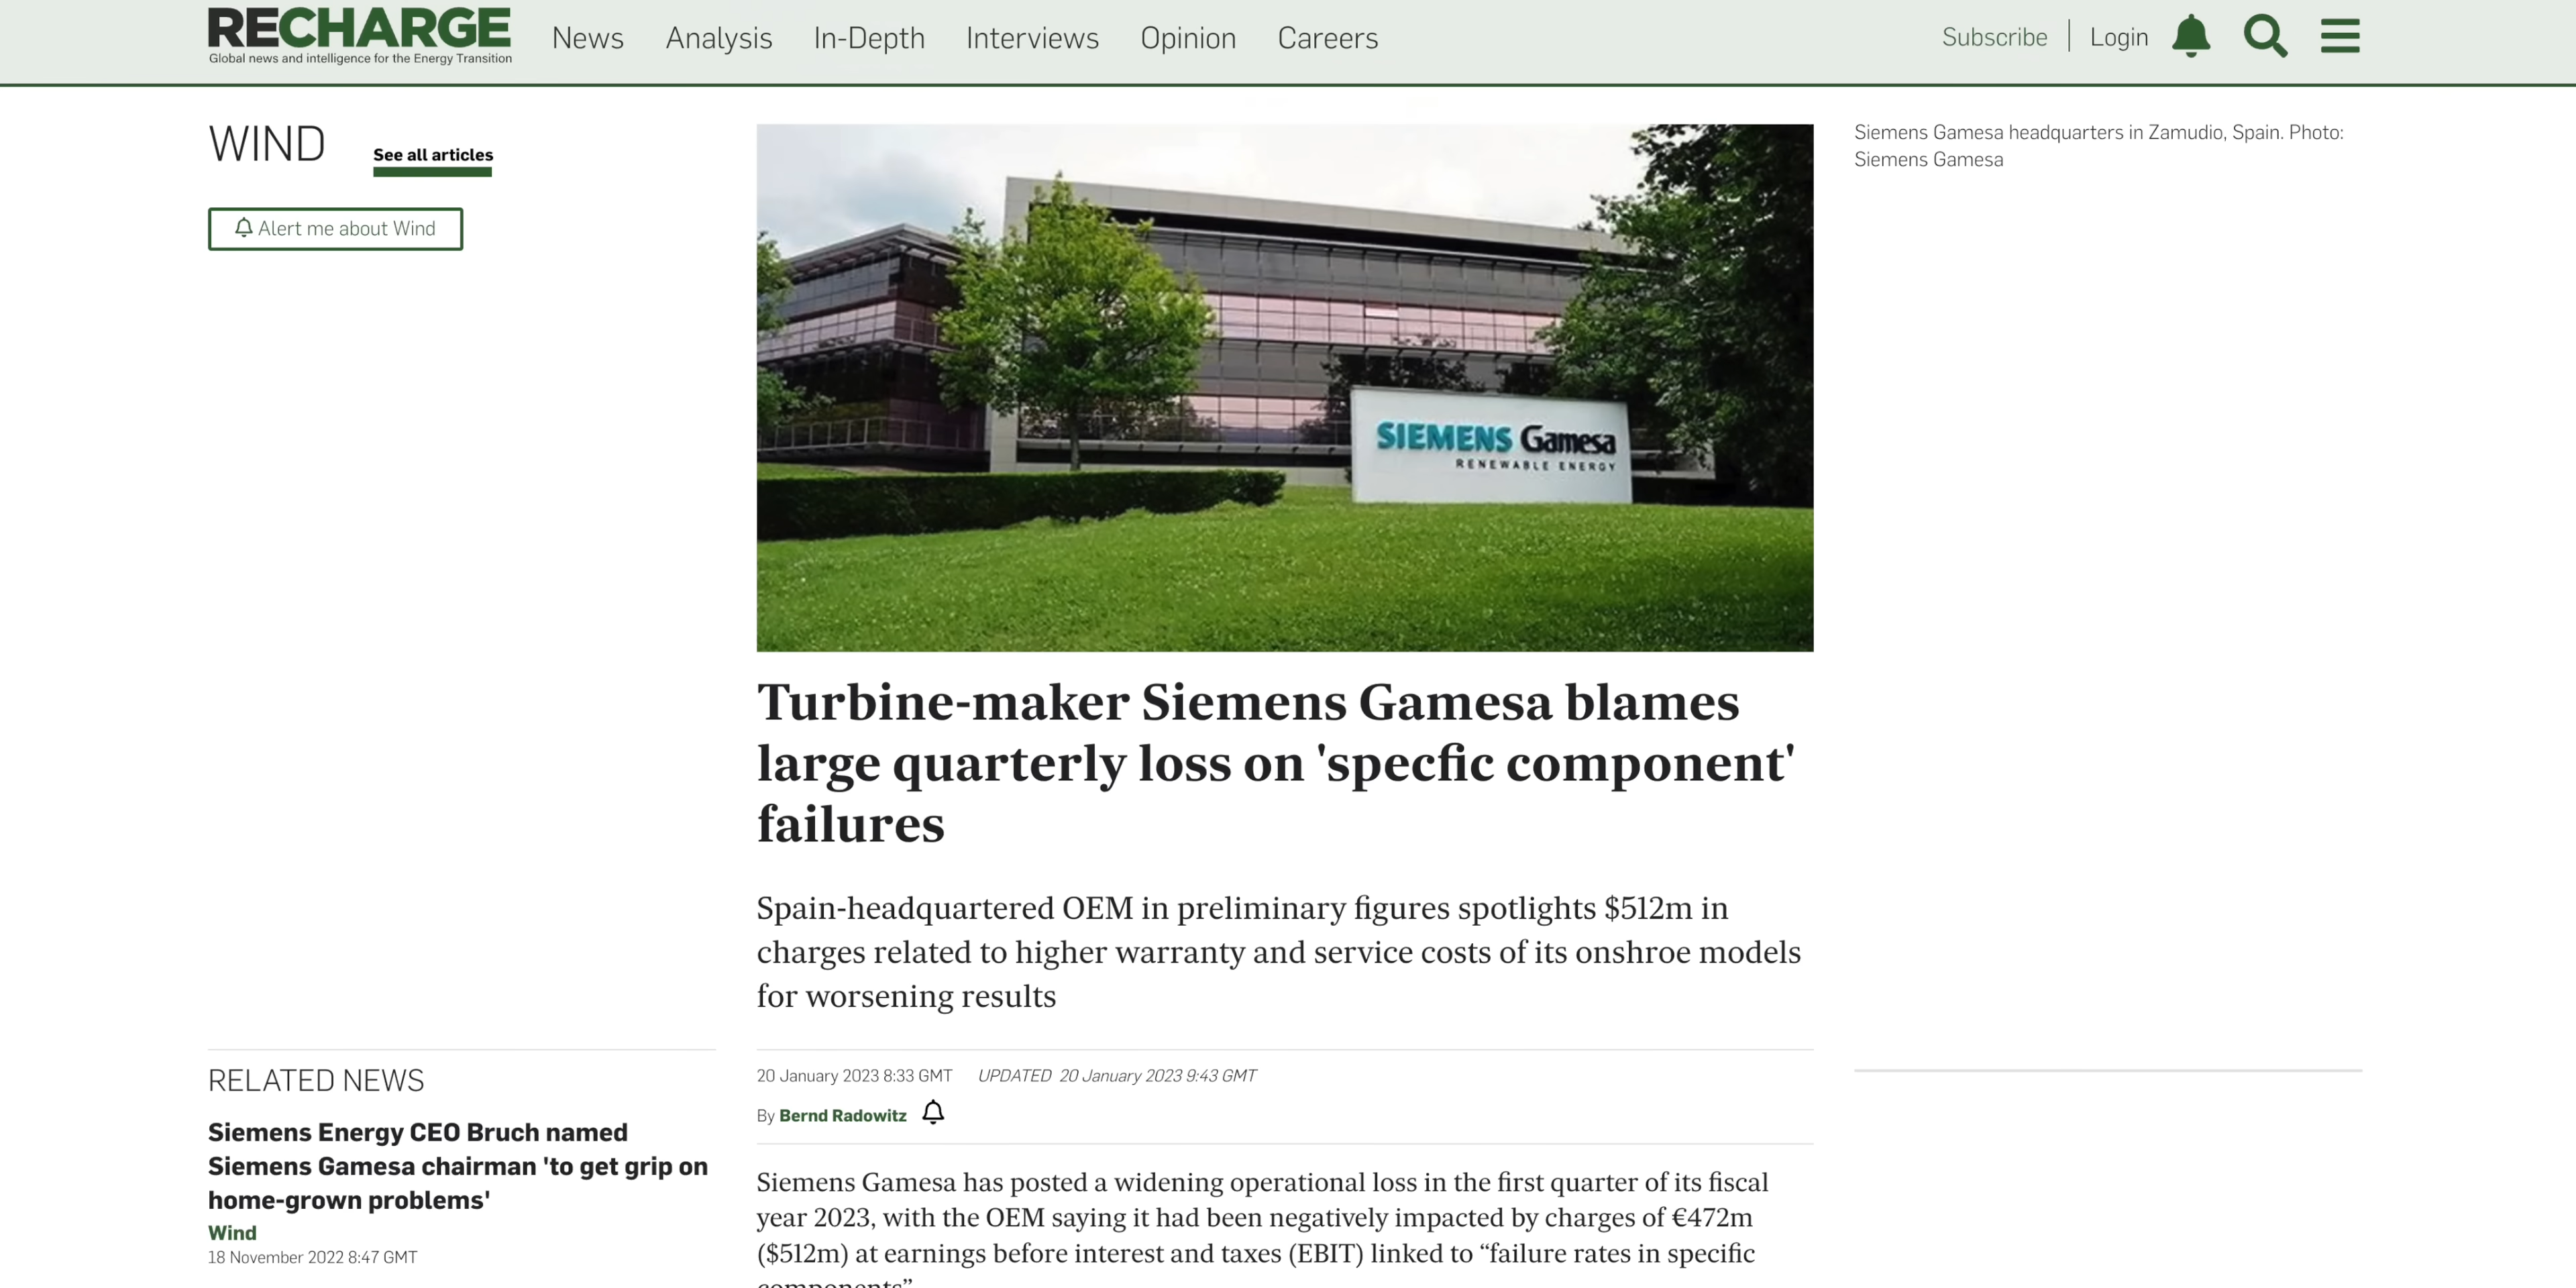 RECHARGE
Global news and intelligence for the Energy Transition
News
Analysis
In-Depth
Interviews
Opinion
Careers
Subscribe
Login
WIND
See all articles
Alert me about Wind
SIEMENS Gamesa
RENEWABLE ENERGY
Siemens Gamesa headquarters in Zamudio, Spain. Photo:
Siemens Gamesa
Turbine-maker Siemens Gamesa blames
large quarterly loss on 'specfic component'
failures
Spain-headquartered OEM in preliminary figures spotlights $512m in
charges related to higher warranty and service costs of its onshroe models
for worsening results
20 January 2023 8:33 GMT UPDATED 20 January 2023 9:43 GMT
By Bernd Radowitz
Siemens Gamesa has posted a widening operational loss in the first quarter of its fiscal
year 2023, with the OEM saying it had been negatively impacted by charges of €472m
($512m) at earnings before interest and taxes (EBIT) linked to “failure rates in specific
components”
RELATED NEWS
Siemens Energy CEO Bruch named
Siemens Gamesa chairman 'to get grip on
home-grown problems'
Wind
18 November 2022 8:47 GMT